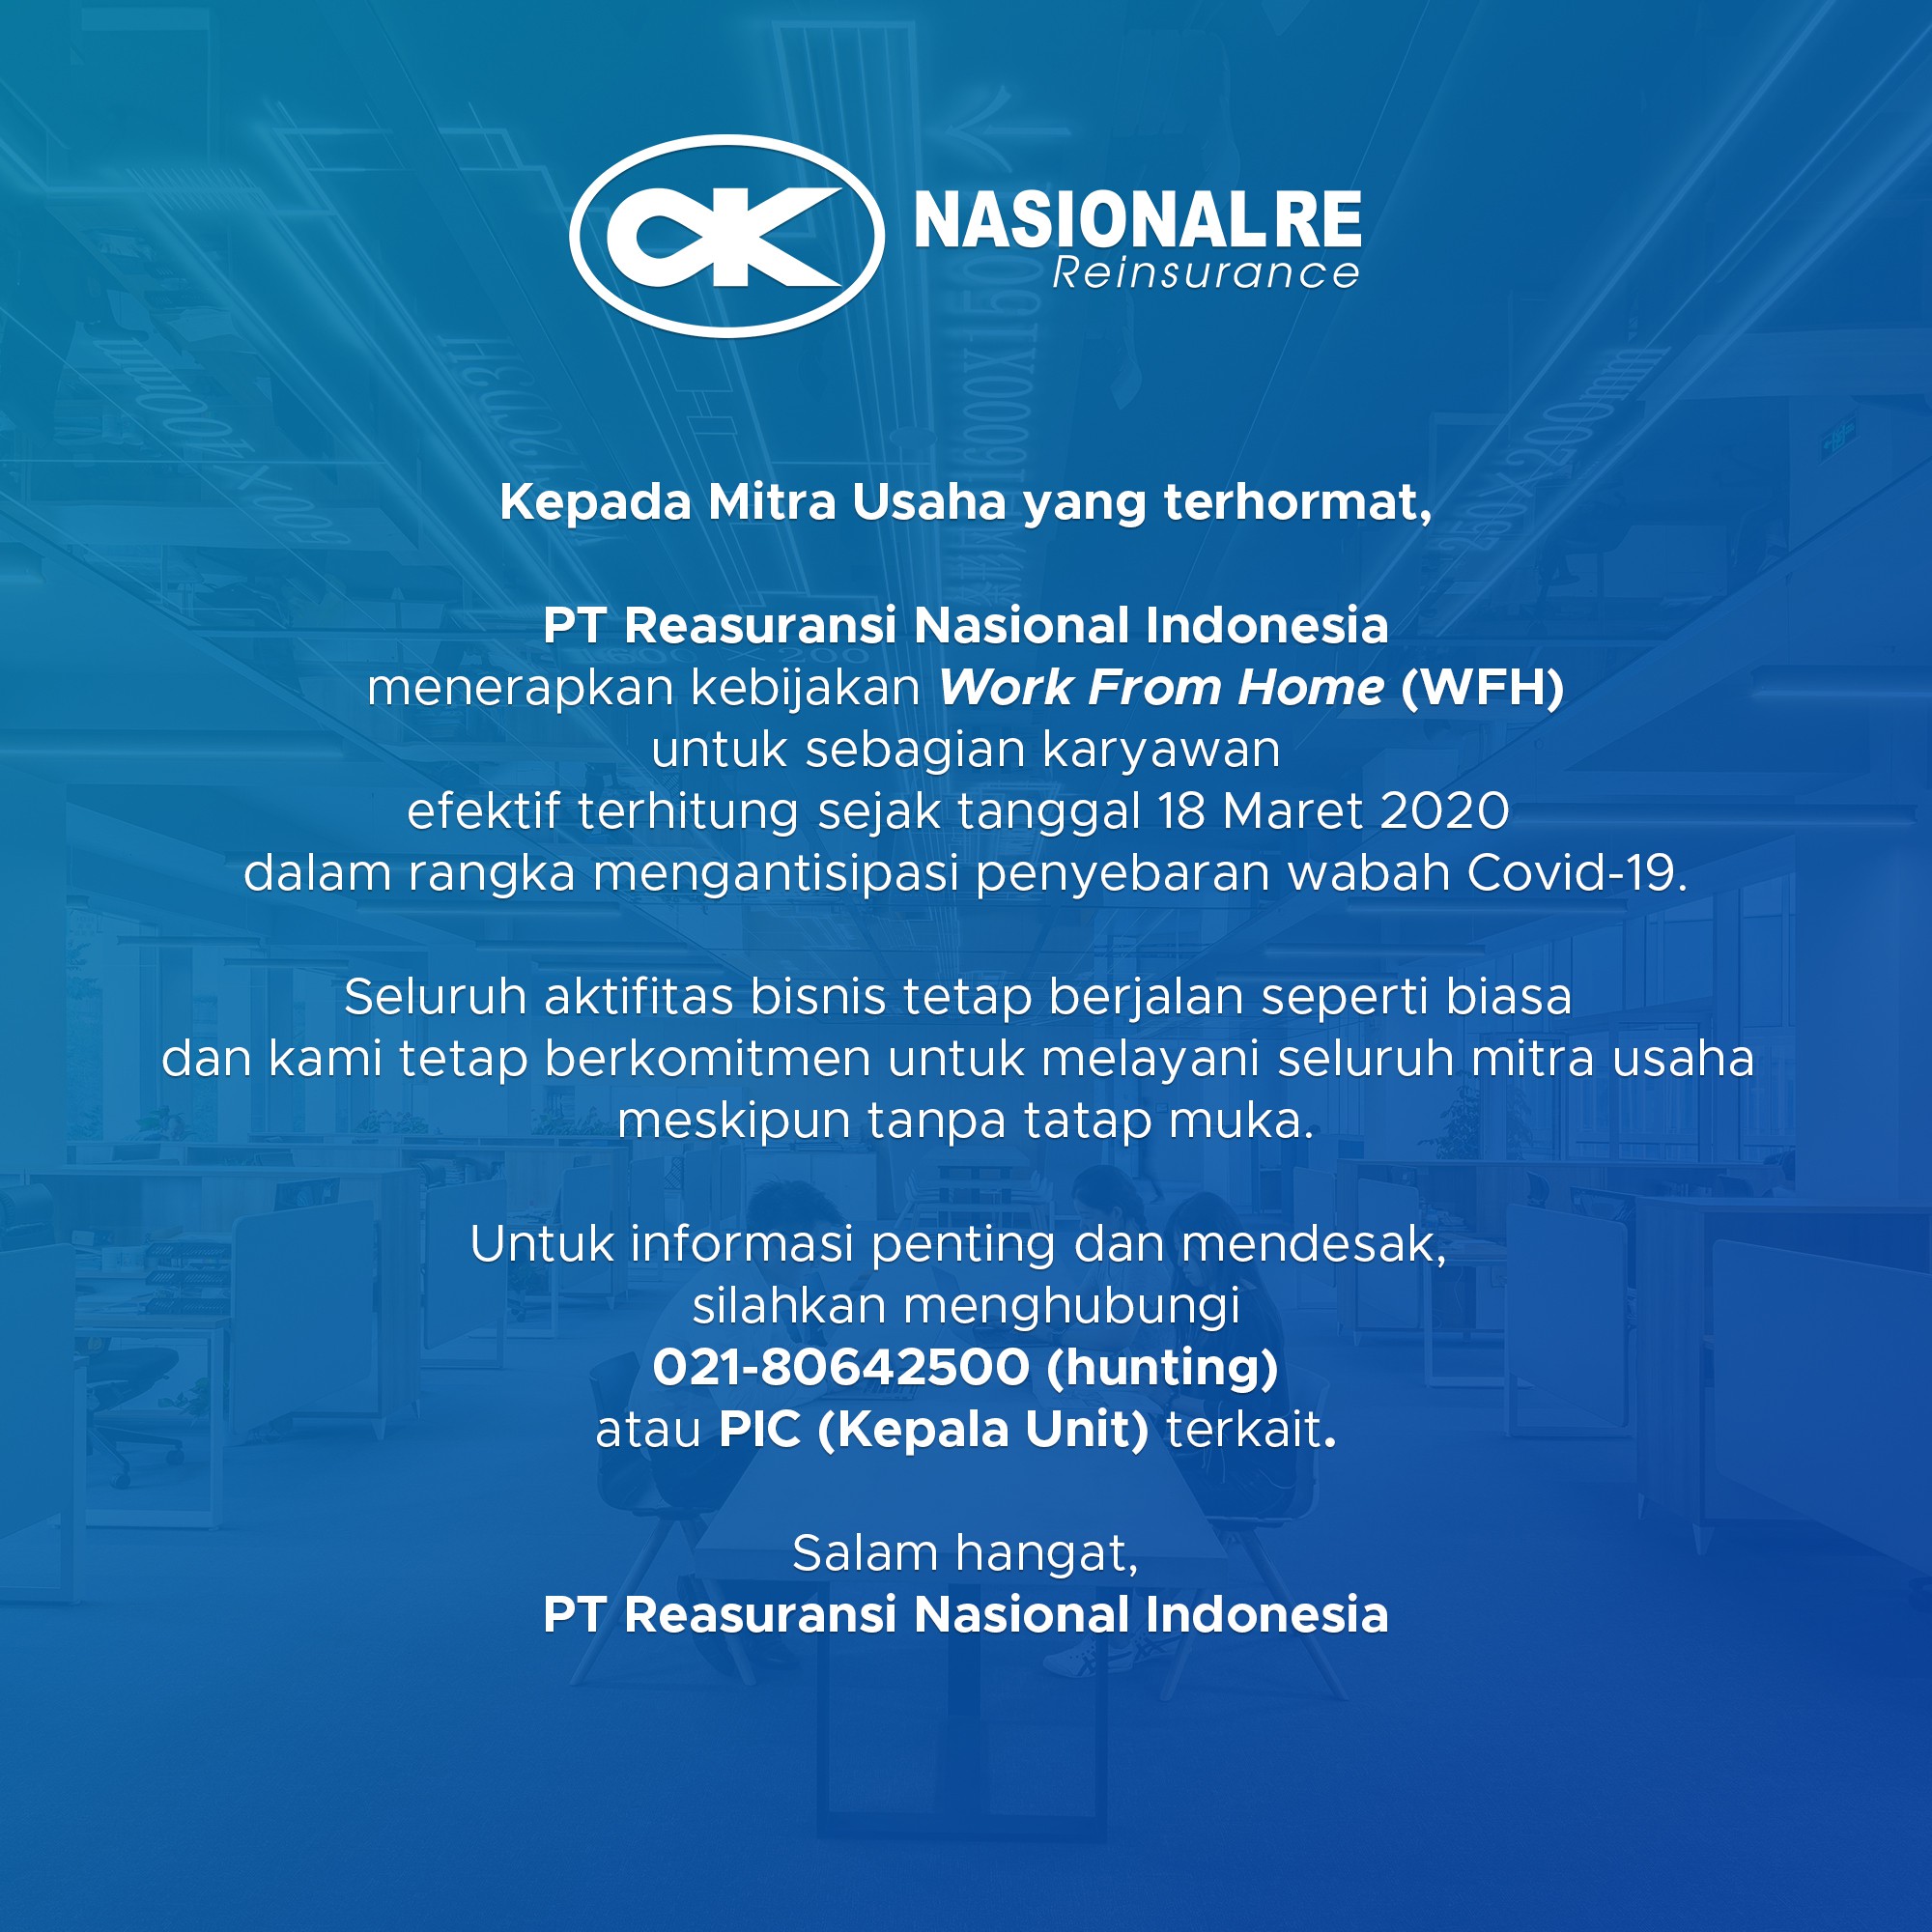 NASIONALRE
Reinsurance
Kepada Mitra Usaha yang terhormat,
PT Reasuransi Nasional Indonesia
menerapkan kebijakan Work From Home (WFH)
untuk sebagian karyawan
efektif terhitung sejak tanggal 18 Maret 2020
dalam rangka mengantisipasi penyebaran wabah Covid-19.
Seluruh aktifitas bisnis tetap berjalan seperti biasa
dan kami tetap berkomitmen untuk melayani seluruh mitra usaha
meskipun tanpa tatap muka.
Untuk informasi penting dan mendesak,
silahkan menghubungi
021-80642500 (hunting)
atau PIC (Kepala Unit) terkait.
Salam hangat,
PT Reasuransi Nasional Indonesia